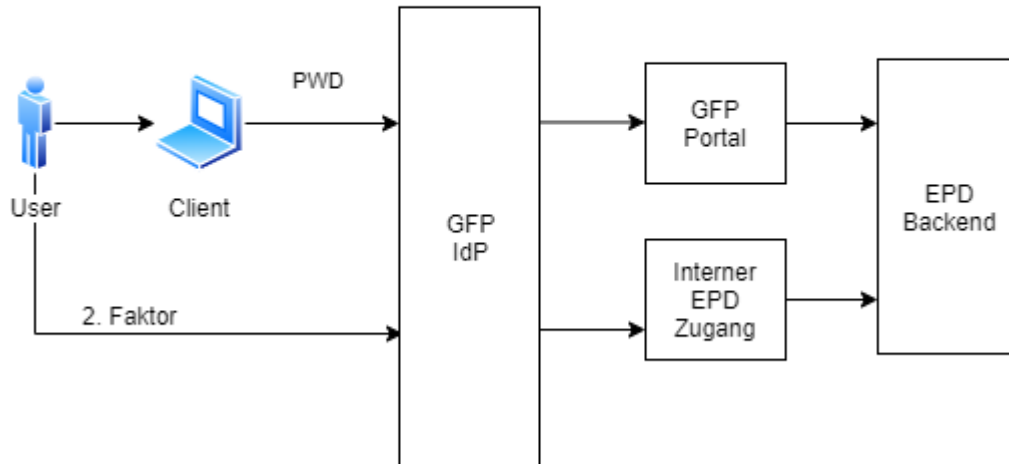 PWD
User
Client
2. Faktor
GFP
IdP
GFP
Portal
Interner
EPD
Zugang
EPD
Backend